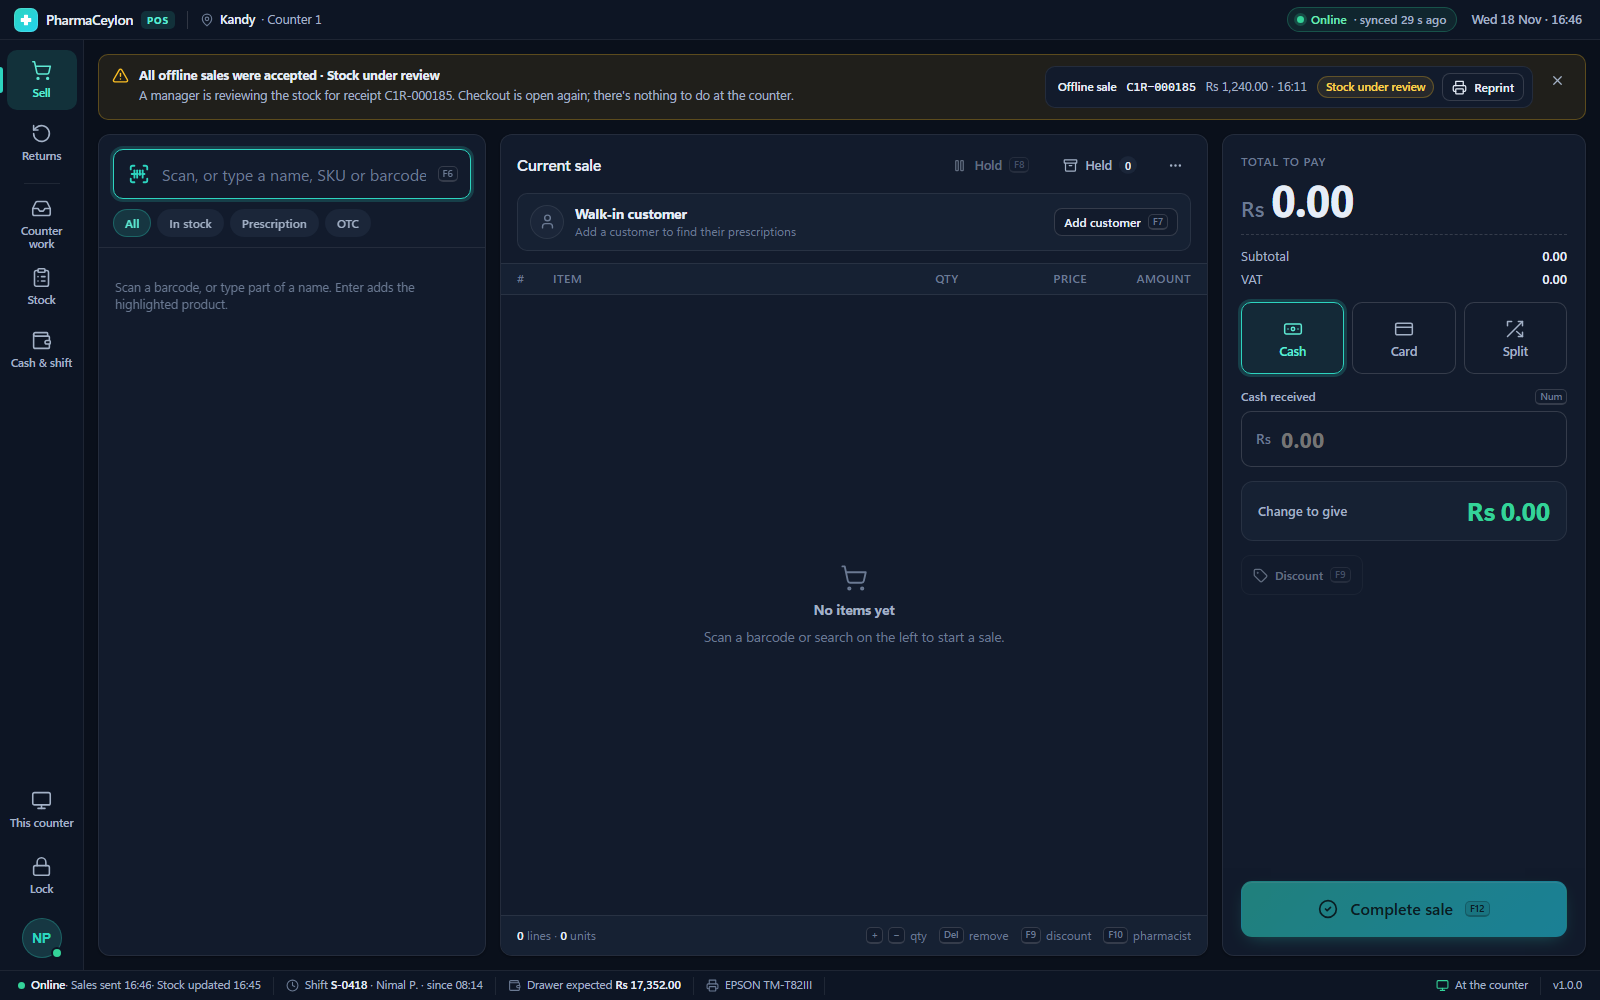 PharmaCeylon POS Kandy · Counter 1
Online · synced 29 s ago Wed 18 Nov · 16:46
Sell
Returns
Counter work
Stock
Cash & shift
This counter
Lock
NP
All offline sales were accepted · Stock under review
A manager is reviewing the stock for receipt C1R-000185. Checkout is open again; there's nothing to do at the counter.
Offline sale C1R-000185 Rs 1,240.00 · 16:11 Stock under review Reprint
Scan, or type a name, SKU or barcode F6
All In stock Prescription OTC
Scan a barcode, or type part of a name. Enter adds the
highlighted product.
Current sale Hold F8 Held 0
Walk-in customer
Add a customer to find their prescriptions
Add customer F7
# ITEM QTY PRICE AMOUNT
No items yet
Scan a barcode or search on the left to start a sale.
0 lines · 0 units + − qty Del remove F9 discount F10 pharmacist
TOTAL TO PAY
Rs 0.00
Subtotal 0.00
VAT 0.00
Cash Card Split
Cash received Num
Rs 0.00
Change to give Rs 0.00
Discount F9
Complete sale F12
Online · Sales sent 16:46 · Stock updated 16:45 Shift S-0418 · Nimal P. · since 08:14 Drawer expected Rs 17,352.00 EPSON TM-T82III At the counter v1.0.0